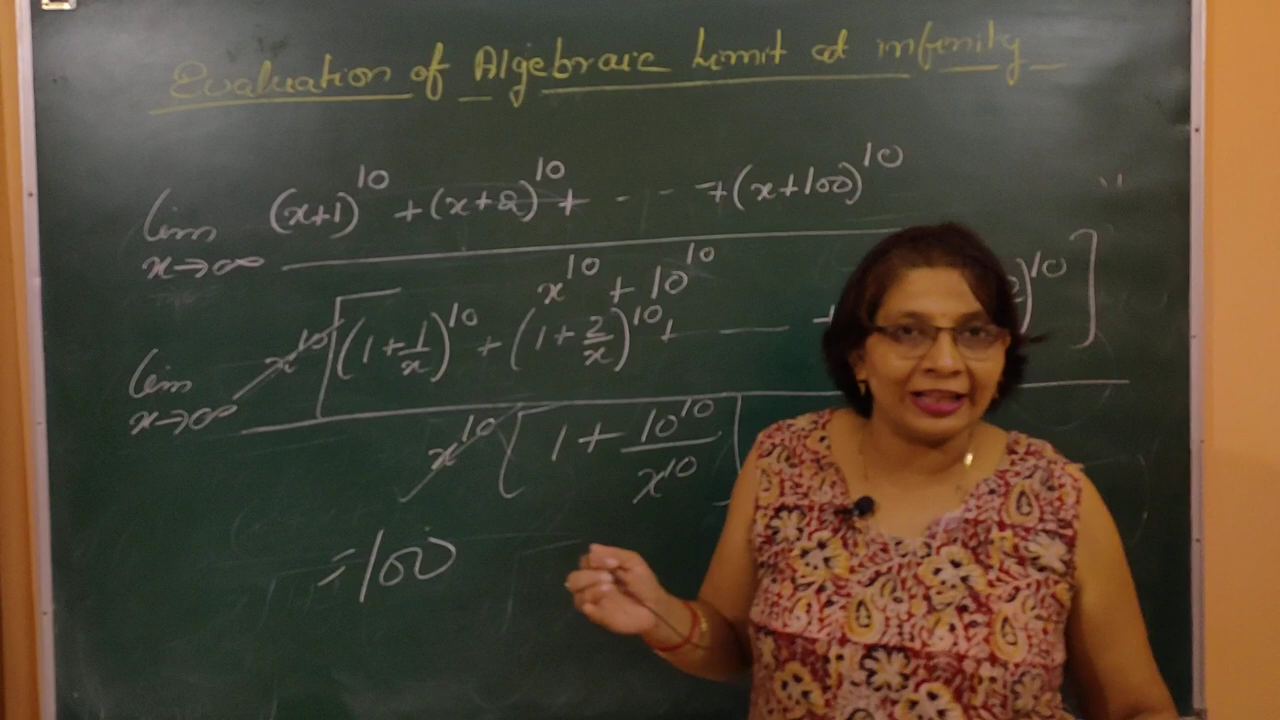 Evaluation of Algebraic Limit at infinity
lim (x+1)^10 + (x+2)^10 + - - +(x+100)^10
x→∞
x^10 + 10^10
lim x^10 [(1+1/x)^10 + (1+2/x)^10 + — + )^10]
x→∞
x^10 [1 + 10^10/x^10
=100